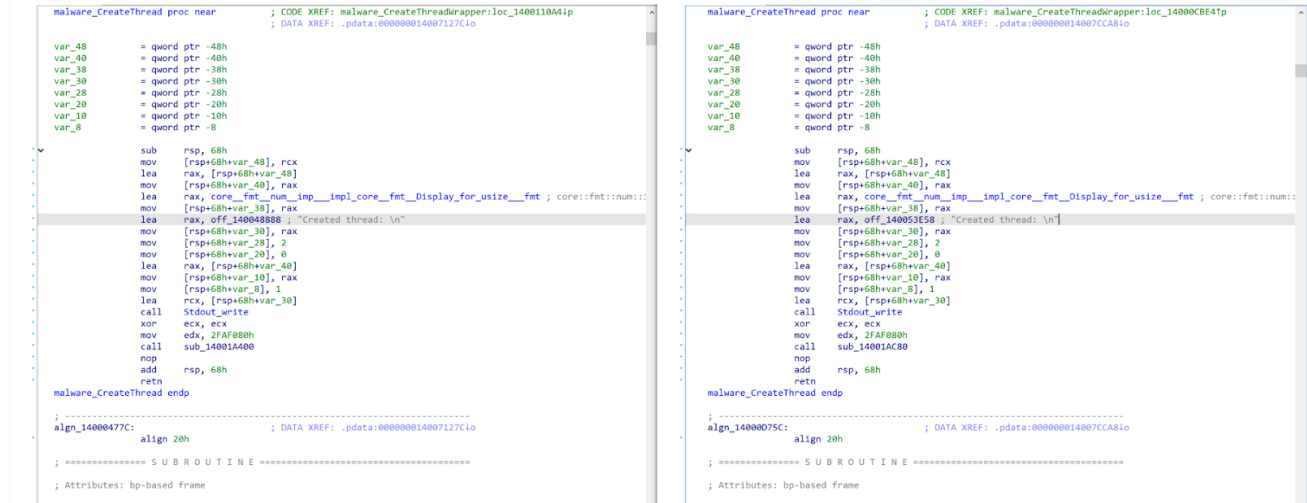 malware_CreateThread proc near ; CODE XREF: malware_CreateThreadWrapper:loc_1400110A4↓p
; DATA XREF: .pdata:000000014007127C↓o
var_48 = qword ptr -48h
var_40 = qword ptr -40h
var_38 = qword ptr -38h
var_30 = qword ptr -30h
var_28 = qword ptr -28h
var_20 = qword ptr -20h
var_10 = qword ptr -10h
var_8 = qword ptr -8
sub rsp, 68h
mov [rsp+68h+var_48], rcx
lea rax, [rsp+68h+var_48]
mov [rsp+68h+var_40], rax
lea rax, core__fmt__num__imp___impl_core__fmt__Display_for_usize___fmt ; core::fmt::num::
mov [rsp+68h+var_38], rax
lea rax, off_140048888 ; "Created thread: \n"
mov [rsp+68h+var_30], rax
mov [rsp+68h+var_28], 2
mov [rsp+68h+var_20], 0
lea rax, [rsp+68h+var_40]
mov [rsp+68h+var_10], rax
mov [rsp+68h+var_8], 1
lea rcx, [rsp+68h+var_30]
call Stdout_write
xor ecx, ecx
mov edx, 2FAF080h
call sub_14001A400
nop
add rsp, 68h
retn
malware_CreateThread endp
; ---------------------------------------------------------------------------
algn_14000477C: ; DATA XREF: .pdata:000000014007127C↓o
align 20h
; =============== S U B R O U T I N E =======================================
; Attributes: bp-based frame
malware_CreateThread proc near ; CODE XREF: malware_CreateThreadWrapper:loc_14000CBE4↑p
; DATA XREF: .pdata:000000014007CCA8↓o
var_48 = qword ptr -48h
var_40 = qword ptr -40h
var_38 = qword ptr -38h
var_30 = qword ptr -30h
var_28 = qword ptr -28h
var_20 = qword ptr -20h
var_10 = qword ptr -10h
var_8 = qword ptr -8
sub rsp, 68h
mov [rsp+68h+var_48], rcx
lea rax, [rsp+68h+var_48]
mov [rsp+68h+var_40], rax
lea rax, core__fmt__num__imp___impl_core__fmt__Display_for_usize___fmt ; core::fmt::num::
mov [rsp+68h+var_38], rax
lea rax, off_140053E58 ; "Created thread: \n"
mov [rsp+68h+var_30], rax
mov [rsp+68h+var_28], 2
mov [rsp+68h+var_20], 0
lea rax, [rsp+68h+var_40]
mov [rsp+68h+var_10], rax
mov [rsp+68h+var_8], 1
lea rcx, [rsp+68h+var_30]
call Stdout_write
xor ecx, ecx
mov edx, 2FAF080h
call sub_14001AC80
nop
add rsp, 68h
retn
malware_CreateThread endp
; ---------------------------------------------------------------------------
algn_14000D75C: ; DATA XREF: .pdata:000000014007CCA8↓o
align 20h
; =============== S U B R O U T I N E =======================================
; Attributes: bp-based frame